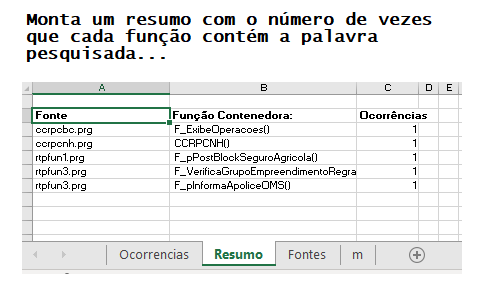 Monta um resumo com o número de vezes
que cada função contém a palavra
pesquisada...
A B C D E
Fonte Função Contenedora: Ocorrências
ccrpcbc.prg F_ExibeOperacoes() 1
ccrpcnh.prg CCRPCNH() 1
rtpfun1.prg F_pPostBlockSeguroAgricola() 1
rtpfun3.prg F_VerificaGrupoEmpreendimentoRegra 1
rtpfun3.prg F_pInformaApoliceOMS() 1
Ocorrencias Resumo Fontes m